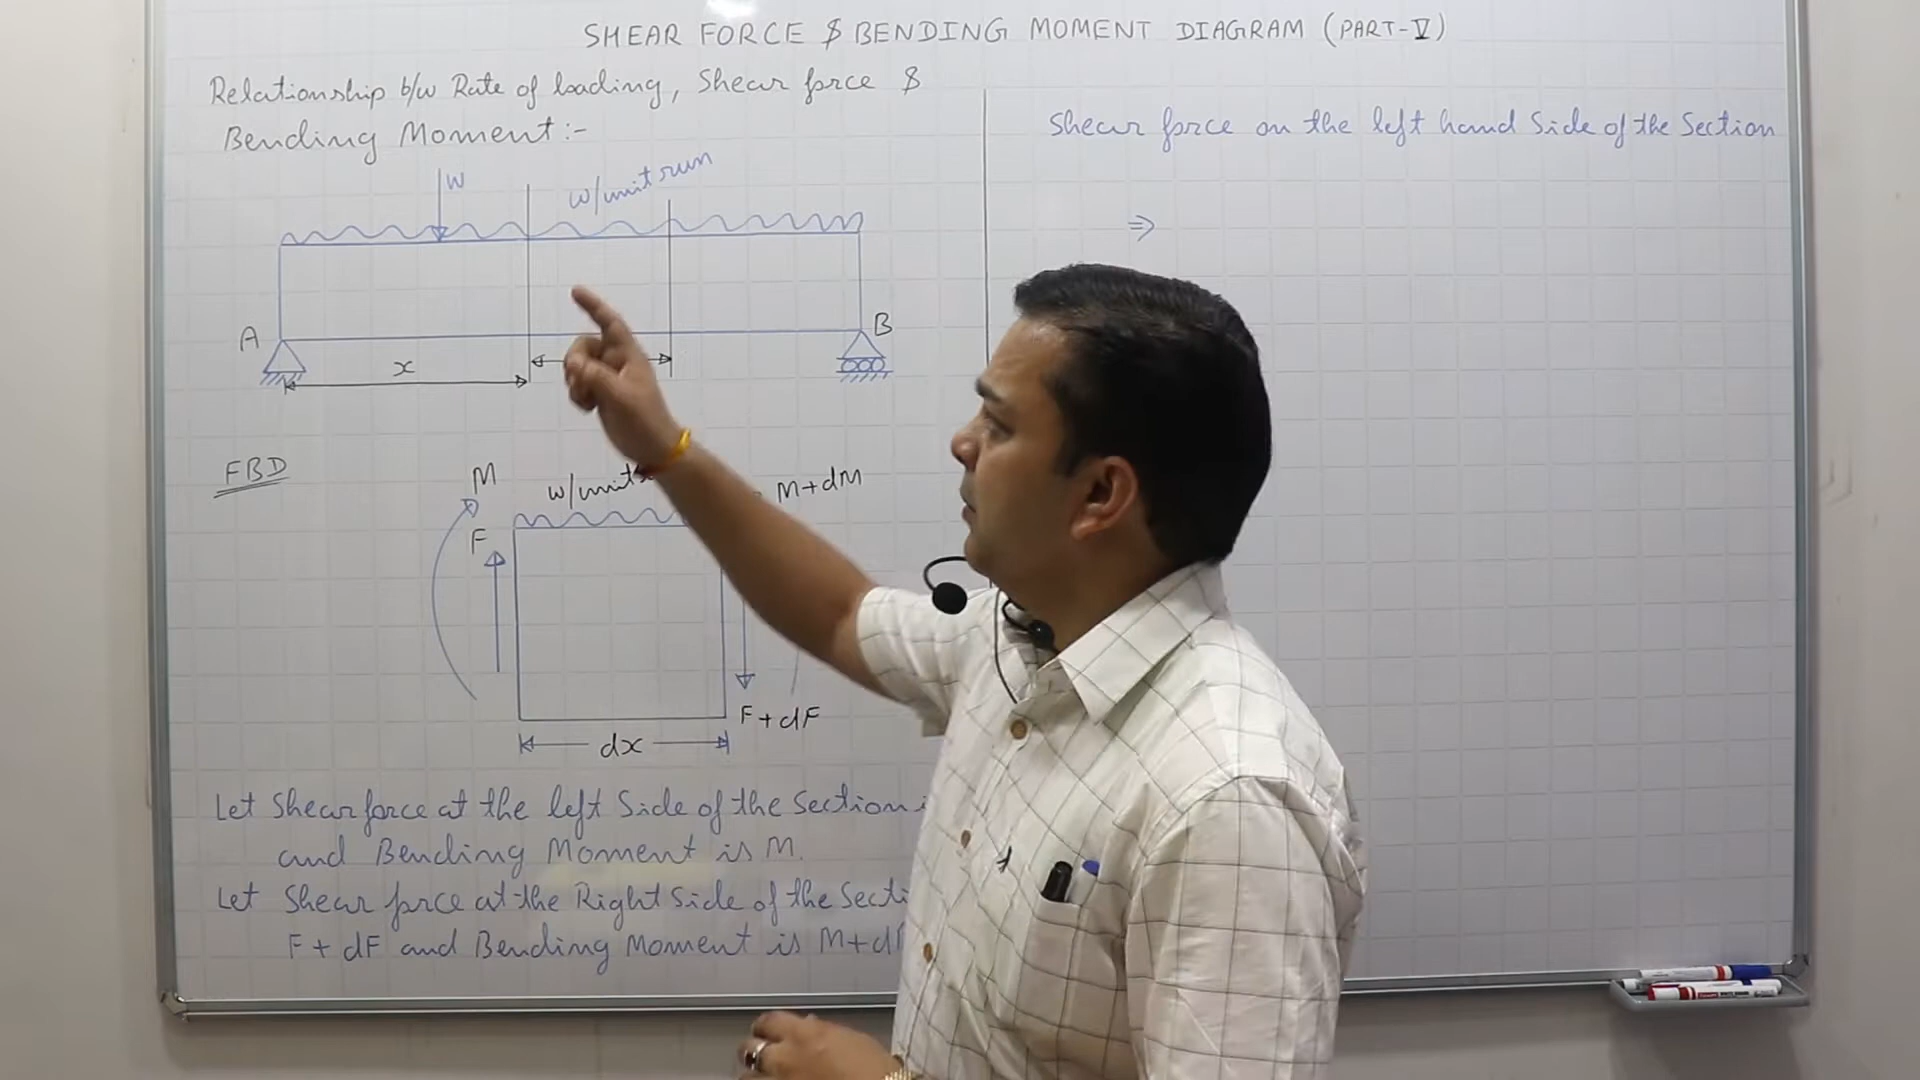 SHEAR FORCE & BENDING MOMENT DIAGRAM (PART-V)
Relationship b/w Rate of loading, Shear force &
Bending Moment:-
W
w/unit run
A
B
x
FBD
M
w/unit
M+dM
F
F+dF
dx
Let Shear force at the left Side of the Section
and Bending Moment is M.
Let Shear force at the Right Side of the
F+dF and Bending Moment is
Shear force on the left hand Side of the Section
⇒